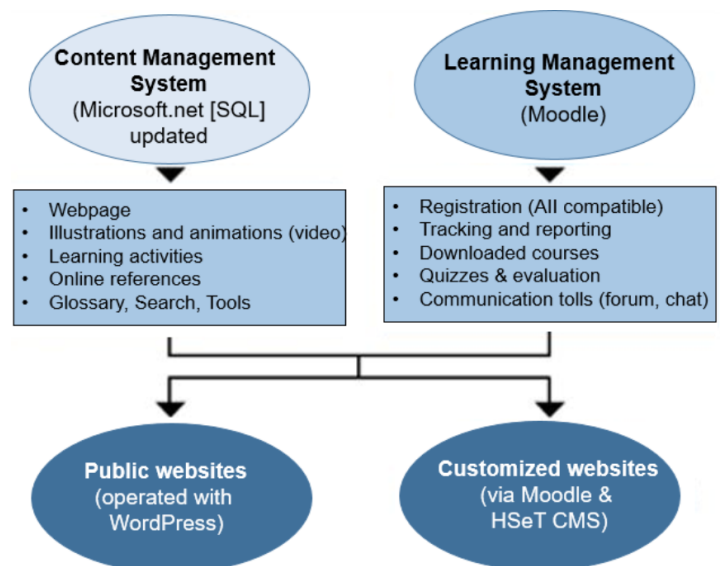 Content Management
System
(Microsoft.net [SQL]
updated
Learning Management
System
(Moodle)
• Webpage
• Illustrations and animations (video)
• Learning activities
• Online references
• Glossary, Search, Tools
• Registration (AII compatible)
• Tracking and reporting
• Downloaded courses
• Quizzes & evaluation
• Communication tolls (forum, chat)
Public websites
(operated with
WordPress)
Customized websites
(via Moodle &
HSeT CMS)